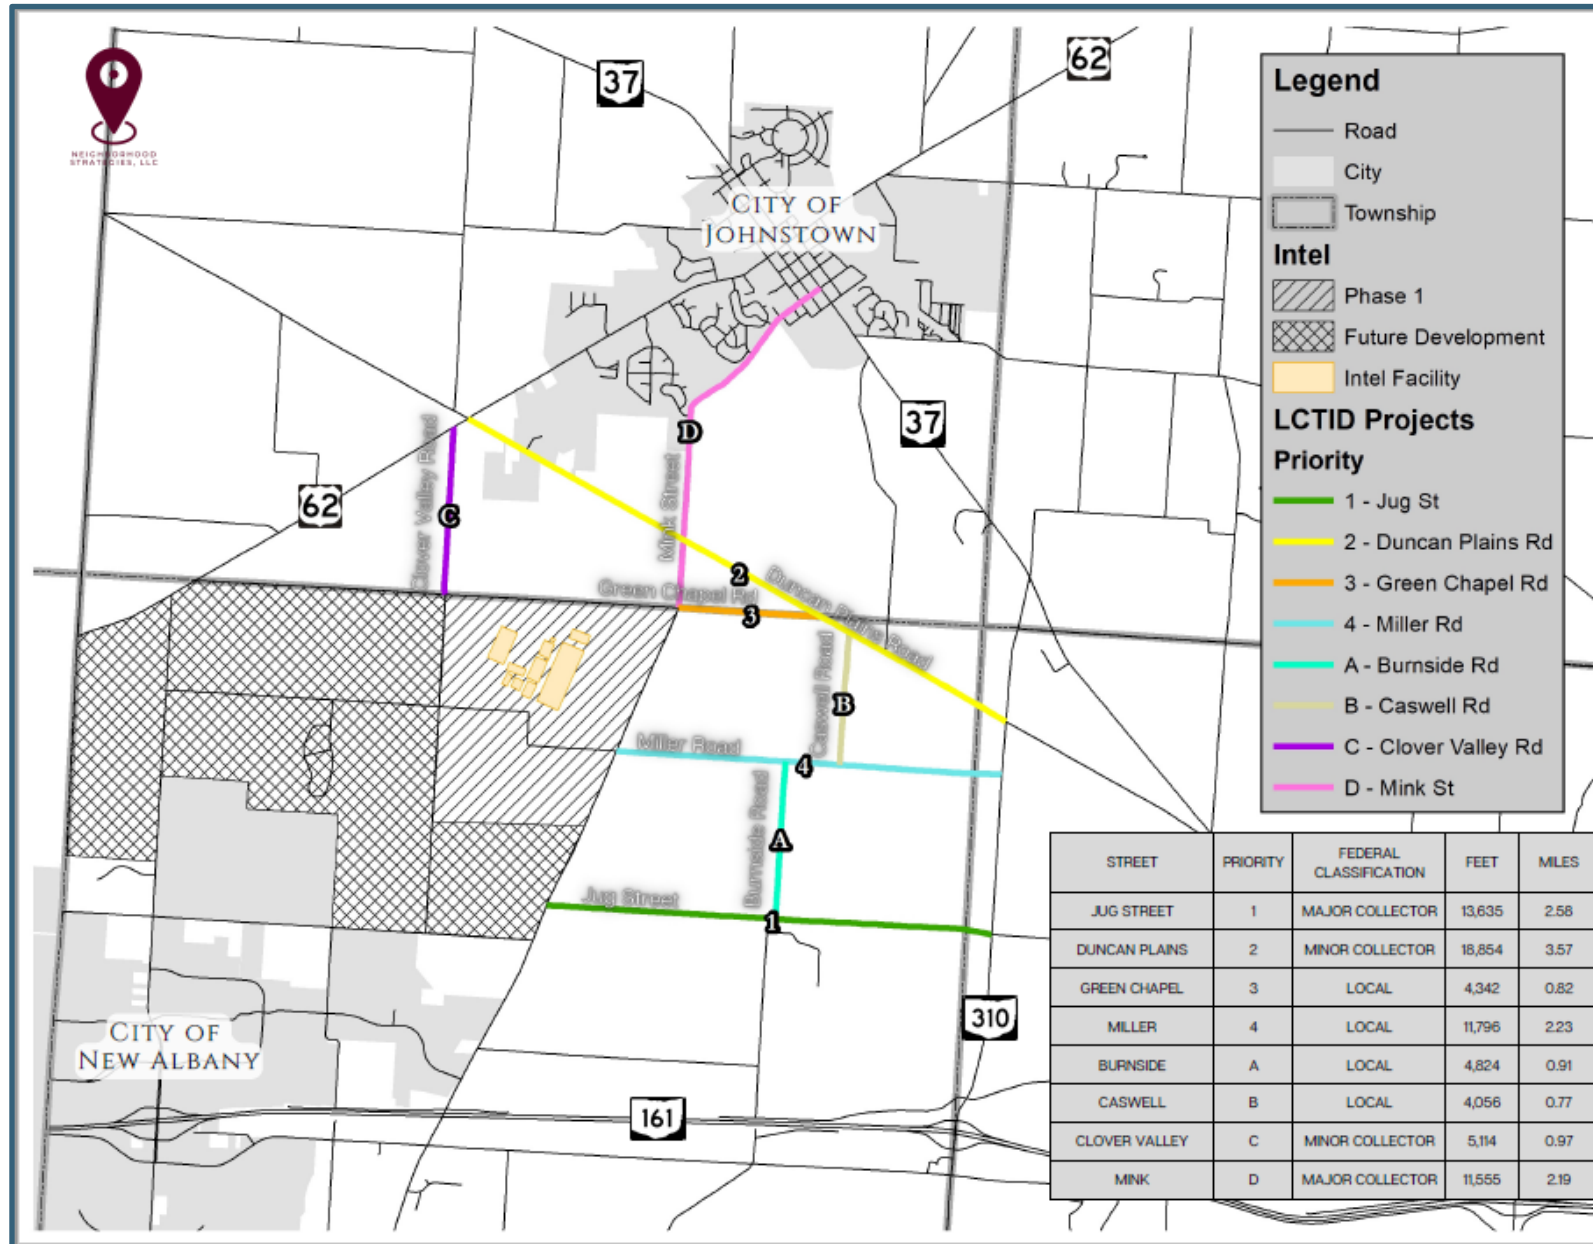 NEIGHBORHOOD
STRATEGIES, LLC
37
62
CITY OF
JOHNSTOWN
Legend
Road
City
Township
Intel
Phase 1
Future Development
Intel Facility
LCTID Projects
Priority
1 - Jug St
2 - Duncan Plains Rd
3 - Green Chapel Rd
4 - Miller Rd
A - Burnside Rd
B - Caswell Rd
C - Clover Valley Rd
D - Mink St
37
D
62
Clover Valley Road
C
Mink Street
2
Green Chapel Rd
3
Duncan Plains Road
Caswell Road
B
Miller Road
4
Burnside Road
A
Jug Street
1
310
CITY OF
NEW ALBANY
161
STREET PRIORITY FEDERAL CLASSIFICATION FEET MILES
JUG STREET 1 MAJOR COLLECTOR 13,635 2.58
DUNCAN PLAINS 2 MINOR COLLECTOR 18,854 3.57
GREEN CHAPEL 3 LOCAL 4,342 0.82
MILLER 4 LOCAL 11,796 2.23
BURNSIDE A LOCAL 4,824 0.91
CASWELL B LOCAL 4,056 0.77
CLOVER VALLEY C MINOR COLLECTOR 5,114 0.97
MINK D MAJOR COLLECTOR 11,555 2.19